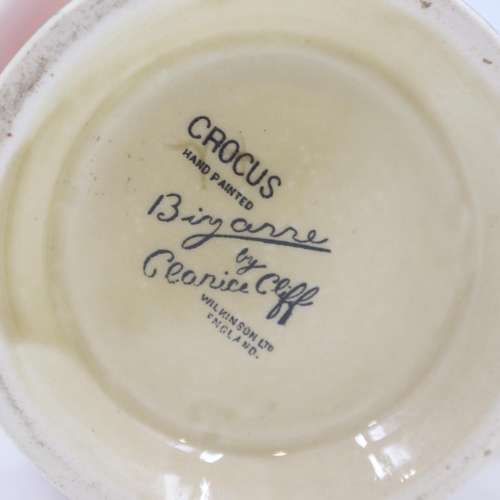 CROCUS
HAND PAINTED
Bizarre
by
Clarice Cliff
WILKINSON LTD
ENGLAND.